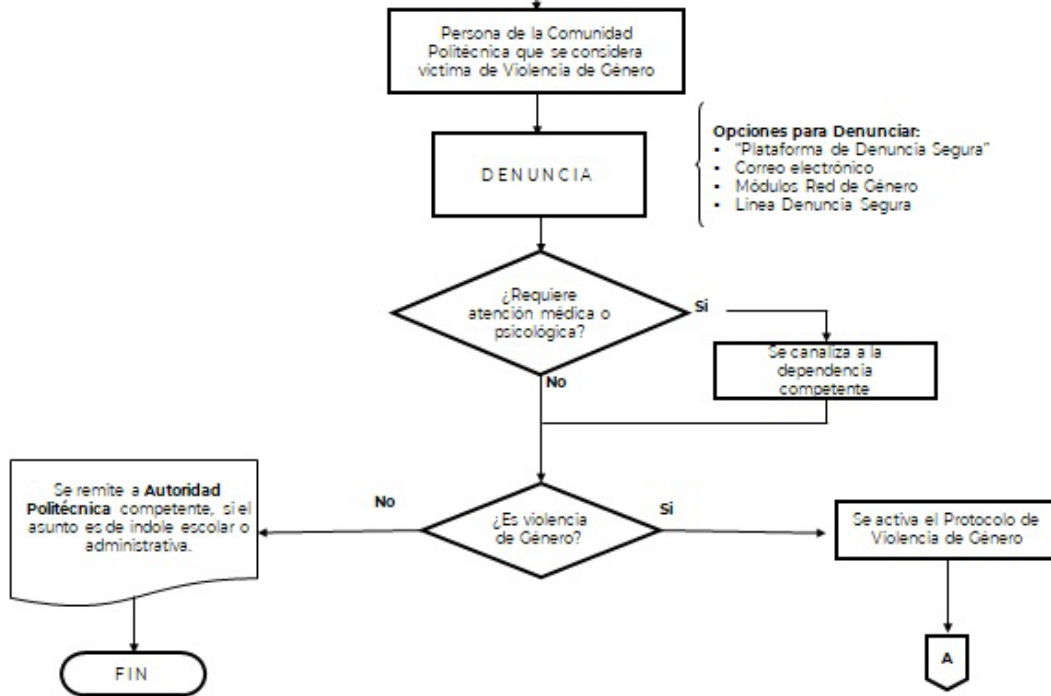 Persona de la Comunidad
Politécnica que se considera
victima de Violencia de Género
Opciones para Denunciar:
• "Plataforma de Denuncia Segura"
• Correo electrónico
• Módulos Red de Género
• Linea Denuncia Segura
DENUNCIA
¿Requiere
atención médica o
psicológica?
Si
Se canaliza a la
dependencia
competente
No
Se remite a Autoridad
Politécnica competente, si el
asunto es de indole escolar o
administrativa.
No
¿Es violencia
de Género?
Si
Se activa el Protocolo de
Violencia de Género
FIN
A